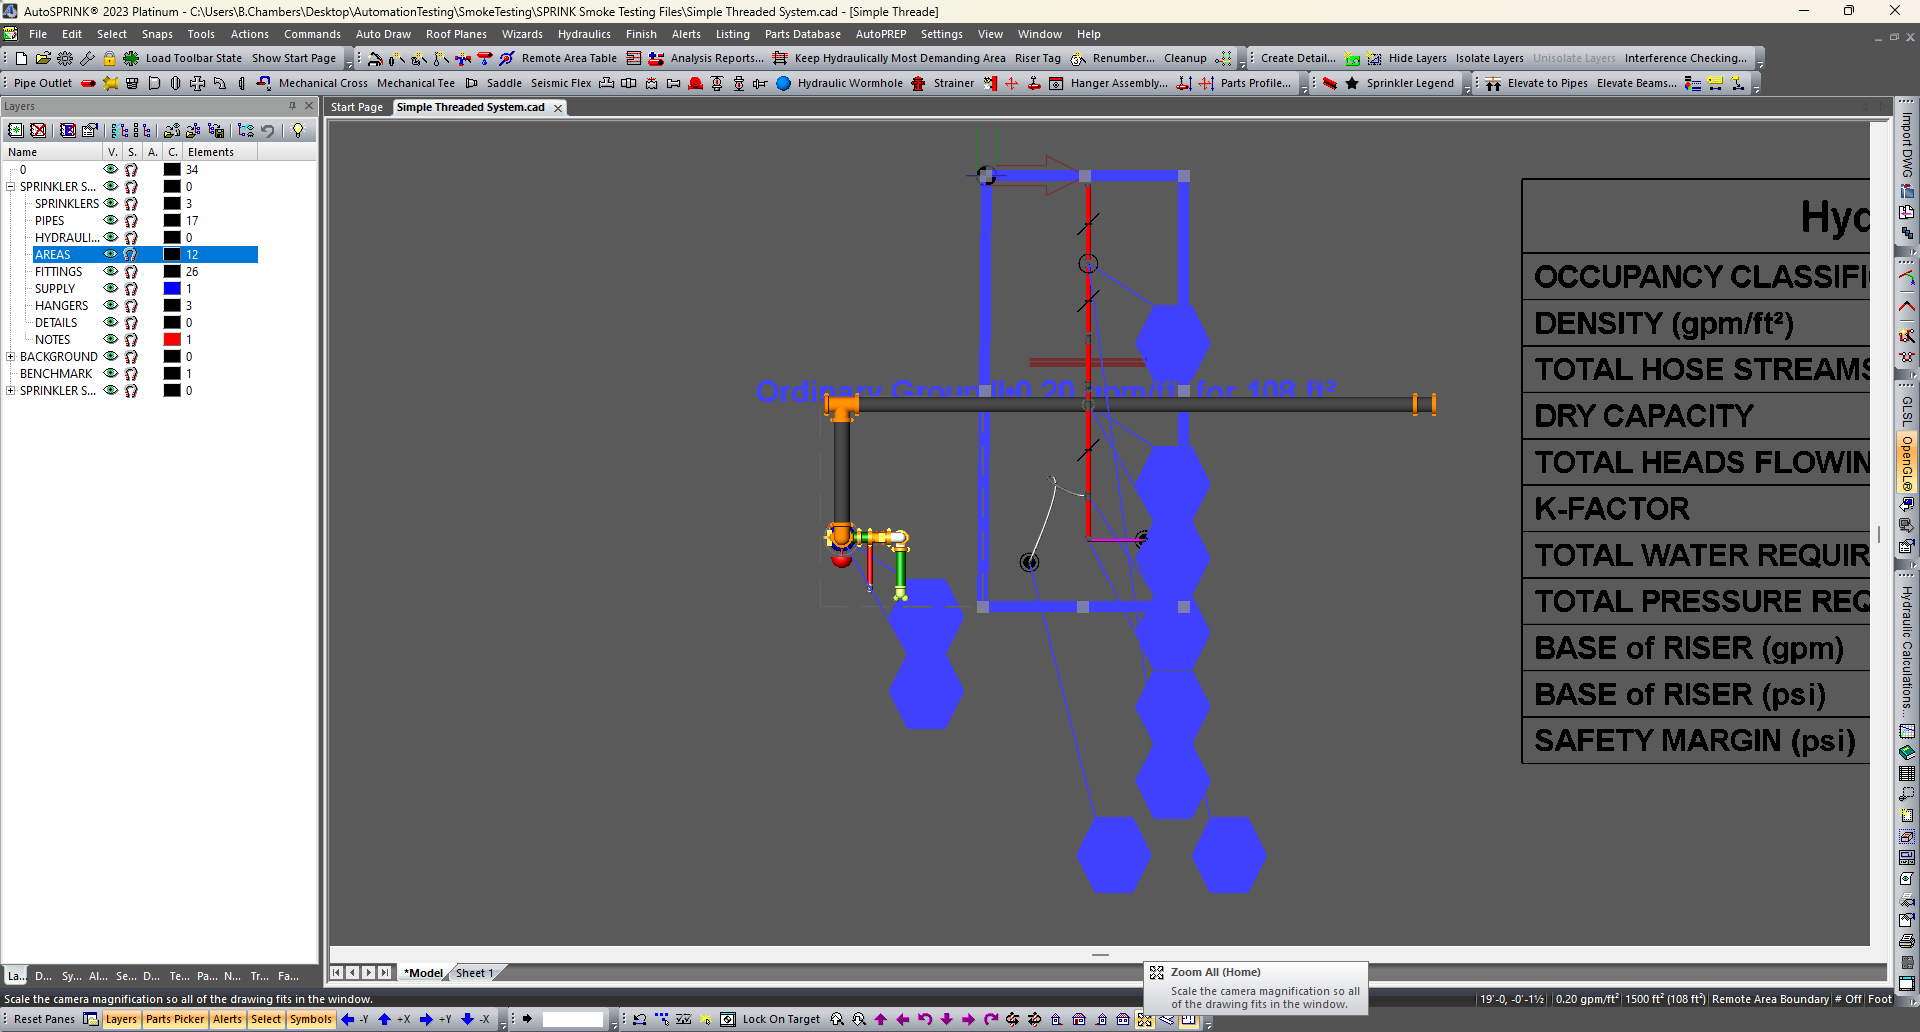 AutoSPRINK® 2023 Platinum - C:\Users\B.Chambers\Desktop\AutomationTesting\SmokeTesting\SPRINK Smoke Testing Files\Simple Threaded System.cad - [Simple Threade]
File Edit Select Snaps Tools Actions Commands Auto Draw Roof Planes Wizards Hydraulics Finish Alerts Listing Parts Database AutoPREP Settings View Window Help
Load Toolbar State Show Start Page Remote Area Table Analysis Reports... Keep Hydraulically Most Demanding Area Riser Tag Renumber... Cleanup Create Detail... Hide Layers Isolate Layers Unisolate Layers Interference Checking...
Pipe Outlet Mechanical Cross Mechanical Tee Saddle Seismic Flex Hydraulic Wormhole Strainer Hanger Assembly... Parts Profile... Sprinkler Legend Elevate to Pipes Elevate Beams...
Layers
Start Page Simple Threaded System.cad
Name V. S. A. C. Elements
0 34
SPRINKLER S... 0
SPRINKLERS 3
PIPES 17
HYDRAULI... 0
AREAS 12
FITTINGS 26
SUPPLY 1
HANGERS 3
DETAILS 0
NOTES 1
BACKGROUND 0
BENCHMARK 1
SPRINKLER S... 0
Hyd
OCCUPANCY CLASSIFI
DENSITY (gpm/ft²)
TOTAL HOSE STREAMS
DRY CAPACITY
TOTAL HEADS FLOWIN
K-FACTOR
TOTAL WATER REQUIR
TOTAL PRESSURE REQ
BASE of RISER (gpm)
BASE of RISER (psi)
SAFETY MARGIN (psi)
Import DWG
GLSL
OpenGL®
Hydraulic Calculations...
La... D... Sy... Al... Se... D... Te... Pa... N... Tr... Fa...
*Model Sheet 1
Zoom All (Home)
Scale the camera magnification so all
of the drawing fits in the window.
Scale the camera magnification so all of the drawing fits in the window.
19'-0, -0'-1½ 0.20 gpm/ft² 1500 ft² (108 ft²) Remote Area Boundary # Off Foot
Reset Panes Layers Parts Picker Alerts Select Symbols -Y +X +Y -X Lock On Target